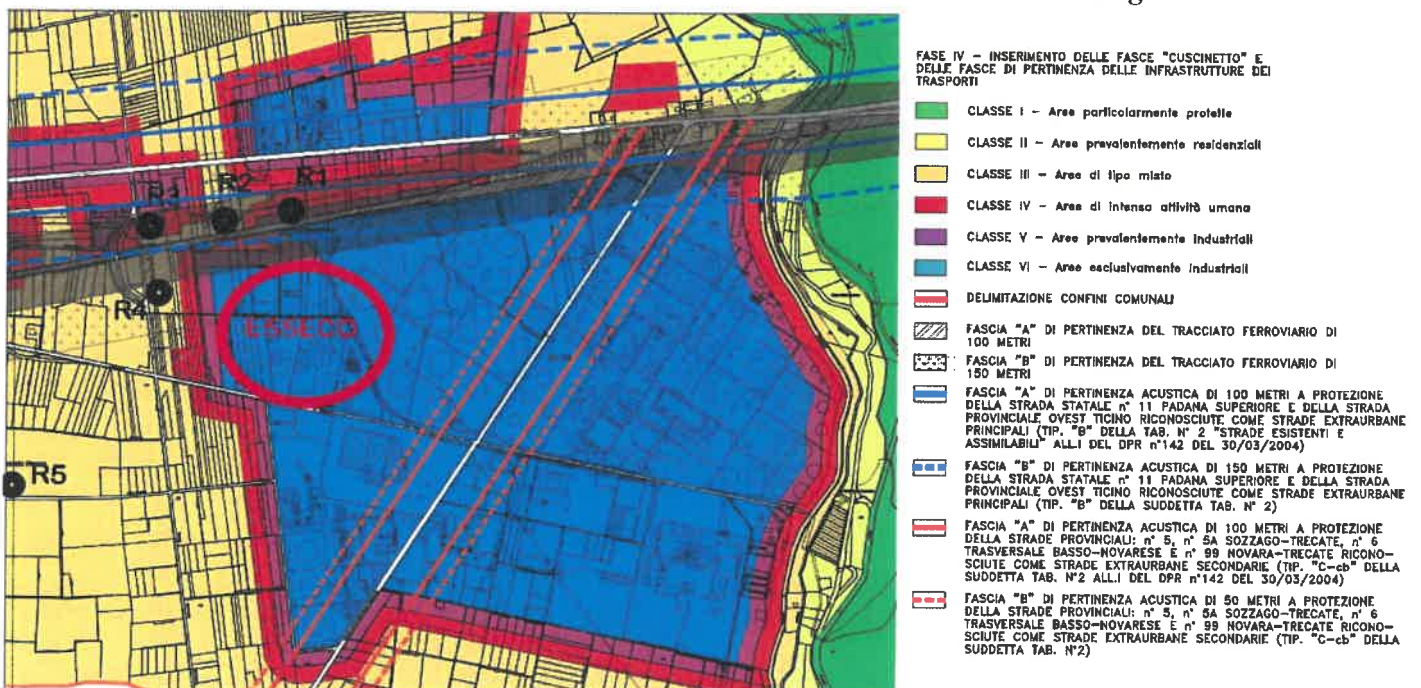 FASE IV – INSERIMENTO DELLE FASCE "CUSCINETTO" E
DELLE FASCE DI PERTINENZA DELLE INFRASTRUTTURE DEI
TRASPORTI
CLASSE I – Aree particolarmente protette
CLASSE II – Aree prevalentemente residenziali
CLASSE III – Aree di tipo misto
CLASSE IV – Aree di intensa attività umana
CLASSE V – Aree prevalentemente industriali
CLASSE VI – Aree esclusivamente industriali
DELIMITAZIONE CONFINI COMUNALI
FASCIA "A" DI PERTINENZA DEL TRACCIATO FERROVIARIO DI
100 METRI
FASCIA "B" DI PERTINENZA DEL TRACCIATO FERROVIARIO DI
150 METRI
FASCIA "A" DI PERTINENZA ACUSTICA DI 100 METRI A PROTEZIONE
DELLA STRADA STATALE n° 11 PADANA SUPERIORE E DELLA STRADA
PROVINCIALE OVEST TICINO RICONOSCIUTE COME STRADE EXTRAURBANE
PRINCIPALI (TIP. "B" DELLA TAB. N° 2 "STRADE ESISTENTI E
ASSIMILABILI" ALL.I DEL DPR n°142 DEL 30/03/2004)
FASCIA "B" DI PERTINENZA ACUSTICA DI 150 METRI A PROTEZIONE
DELLA STRADA STATALE n° 11 PADANA SUPERIORE E DELLA STRADA
PROVINCIALE OVEST TICINO RICONOSCIUTE COME STRADE EXTRAURBANE
PRINCIPALI (TIP. "B" DELLA SUDDETTA TAB. N° 2)
FASCIA "A" DI PERTINENZA ACUSTICA DI 100 METRI A PROTEZIONE
DELLA STRADE PROVINCIALI: n° 5, n° 5A SOZZAGO-TRECATE, n° 6
TRASVERSALE BASSO-NOVARESE E n° 99 NOVARA-TRECATE RICONO-
SCIUTE COME STRADE EXTRAURBANE SECONDARIE (TIP. "C-cb" DELLA
SUDDETTA TAB. N°2 ALL.I DEL DPR n°142 DEL 30/03/2004)
FASCIA "B" DI PERTINENZA ACUSTICA DI 50 METRI A PROTEZIONE
DELLA STRADE PROVINCIALI: n° 5, n° 5A SOZZAGO-TRECATE, n° 6
TRASVERSALE BASSO-NOVARESE E n° 99 NOVARA-TRECATE RICONO-
SCIUTE COME STRADE EXTRAURBANE SECONDARIE (TIP. "C-cb" DELLA
SUDDETTA TAB. N°2)
R3
R2
R1
R4
ESSECO
R5